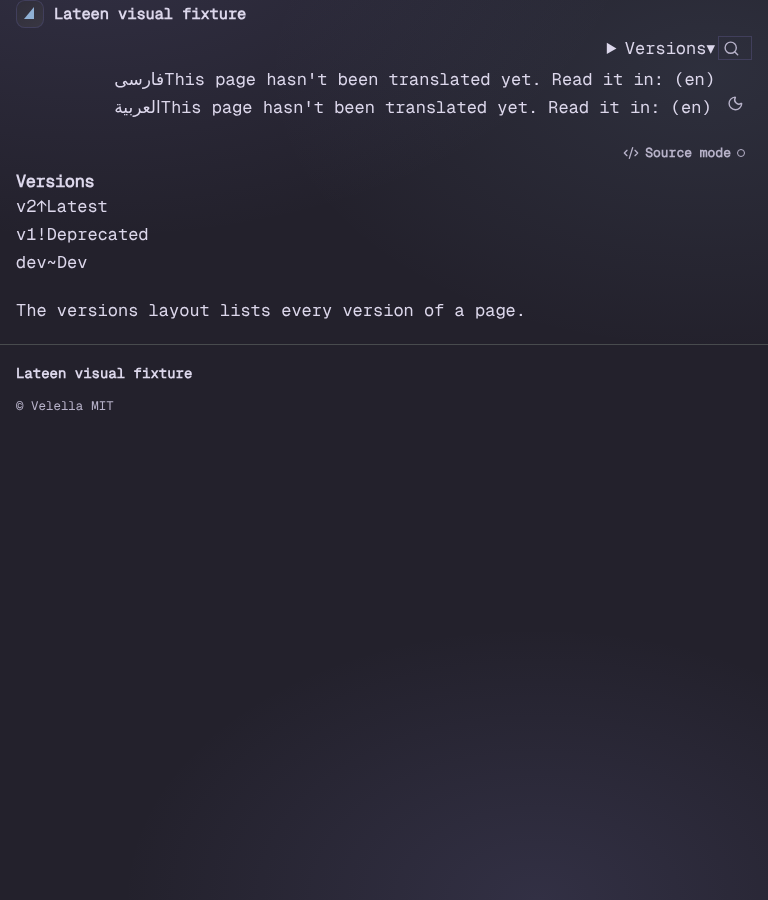 Lateen visual fixture
▶ Versions▾
فارسیThis page hasn't been translated yet. Read it in: (en)
العربيةThis page hasn't been translated yet. Read it in: (en)
</> Source mode ○
Versions
v2↑Latest
v1!Deprecated
dev~Dev
The versions layout lists every version of a page.
Lateen visual fixture
© Velella MIT